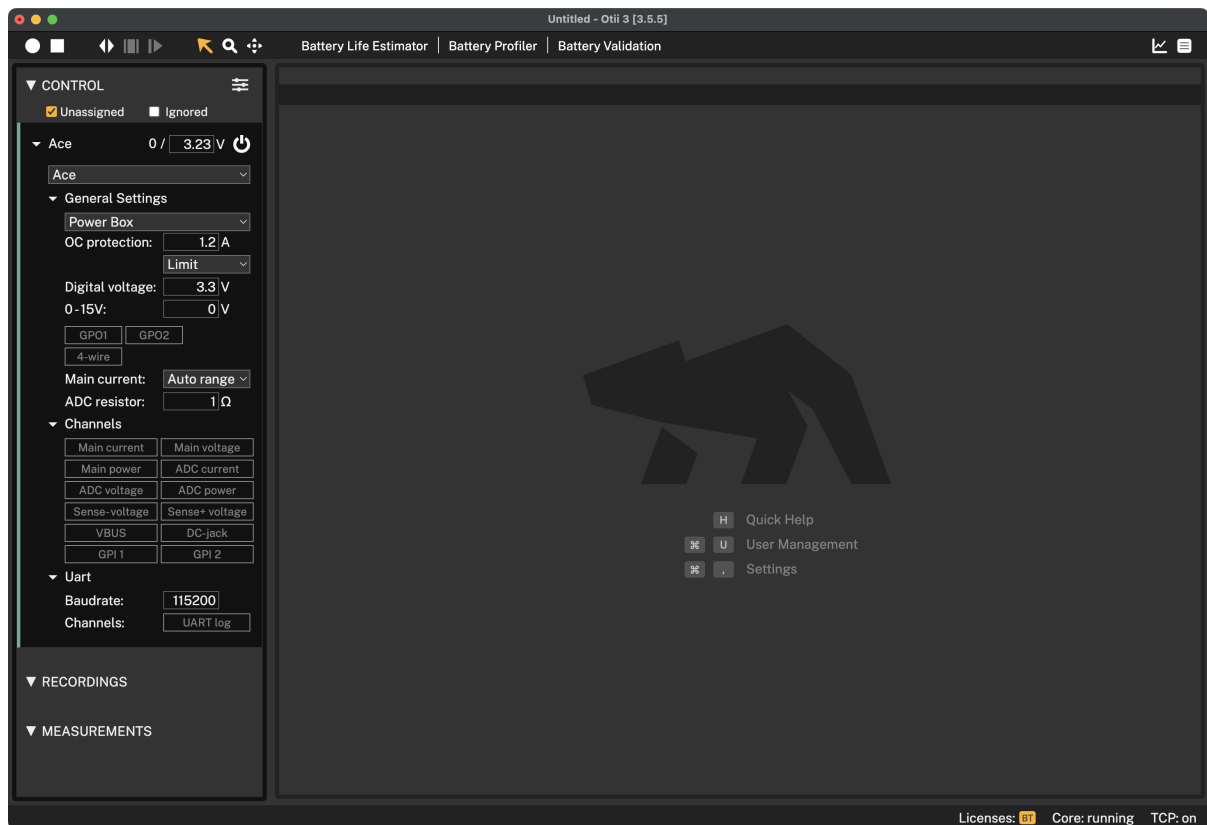 Untitled - Otii 3 [3.5.5]
Battery Life Estimator
Battery Profiler
Battery Validation
CONTROL
Unassigned Ignored
Ace 0 / 3.23 V
Ace
General Settings
Power Box
OC protection: 1.2 A
Limit
Digital voltage: 3.3 V
0-15V: 0 V
GPO1 GPO2
4-wire
Main current: Auto range
ADC resistor: 1 Ω
Channels
Main current Main voltage
Main power ADC current
ADC voltage ADC power
Sense-voltage Sense+ voltage
VBUS DC-jack
GPI 1 GPI 2
Uart
Baudrate: 115200
Channels: UART log
RECORDINGS
MEASUREMENTS
H Quick Help
⌘ U User Management
⌘ , Settings
Licenses: BT Core: running TCP: on